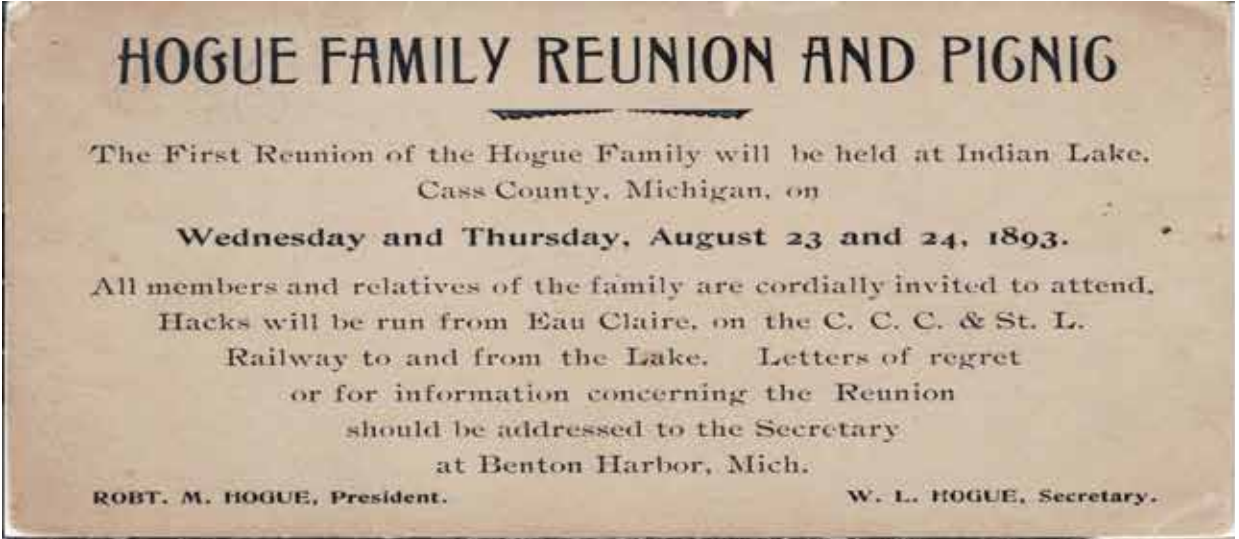 HOGUE FAMILY REUNION AND PICNIC
The First Reunion of the Hogue Family will be held at Indian Lake,
Cass County, Michigan, on
Wednesday and Thursday, August 23 and 24, 1893.
All members and relatives of the family are cordially invited to attend.
Hacks will be run from Eau Claire, on the C. C. C. & St. L.
Railway to and from the Lake. Letters of regret
or for information concerning the Reunion
should be addressed to the Secretary
at Benton Harbor, Mich.
ROBT. M. HOGUE, President.
W. L. HOGUE, Secretary.